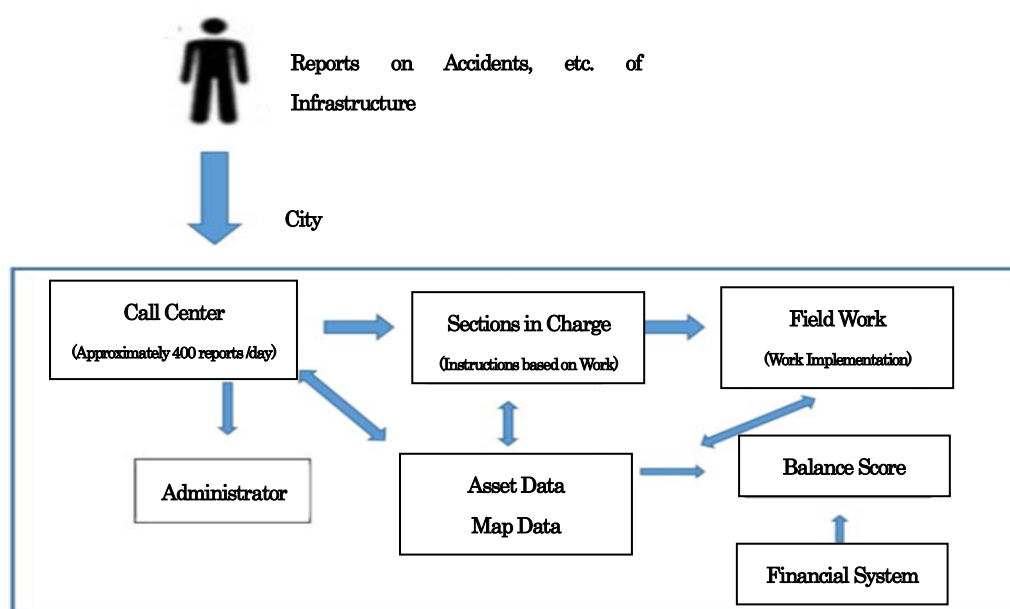 Reports on Accidents, etc. of
Infrastructure
City
Call Center
(Approximately 400 reports /day)
Sections in Charge
(Instructions based on Work)
Field Work
(Work Implementation)
Administrator
Asset Data
Map Data
Balance Score
Financial System